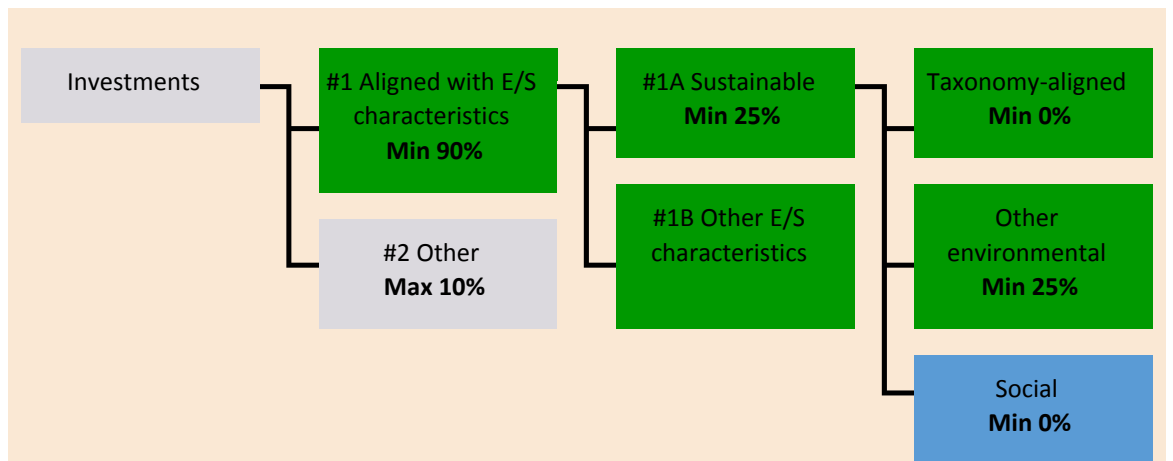 Investments
#1 Aligned with E/S
characteristics
Min 90%
#2 Other
Max 10%
#1A Sustainable
Min 25%
#1B Other E/S
characteristics
Taxonomy-aligned
Min 0%
Other
environmental
Min 25%
Social
Min 0%